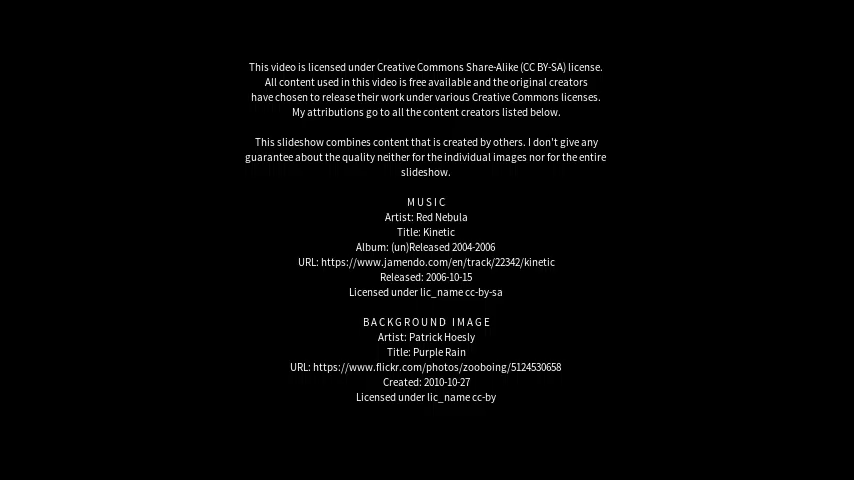 This video is licensed under Creative Commons Share-Alike (CC BY-SA) license.
All content used in this video is free available and the original creators
have chosen to release their work under various Creative Commons licenses.
My attributions go to all the content creators listed below.
This slideshow combines content that is created by others. I don't give any
guarantee about the quality neither for the individual images nor for the entire
slideshow.
MUSIC
Artist: Red Nebula
Title: Kinetic
Album: (un)Released 2004-2006
URL: https://www.jamendo.com/en/track/22342/kinetic
Released: 2006-10-15
Licensed under lic_name cc-by-sa
BACKGROUND IMAGE
Artist: Patrick Hoesly
Title: Purple Rain
URL: https://www.flickr.com/photos/zooboing/5124530658
Created: 2010-10-27
Licensed under lic_name cc-by